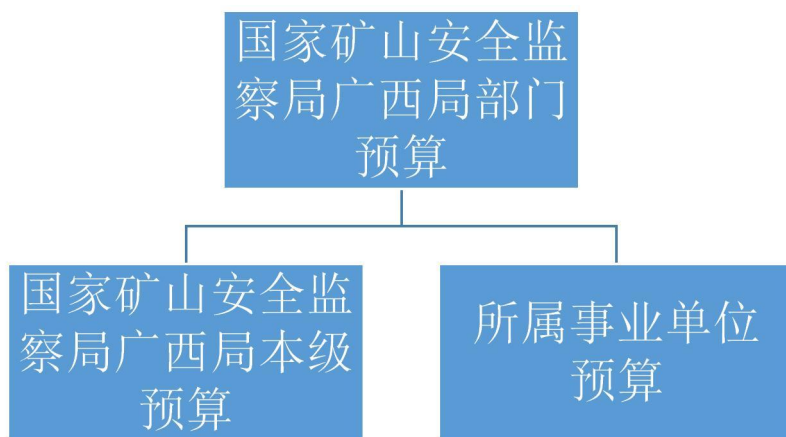 国家矿山安全监
察局广西局部门
预算
国家矿山安全监
察局广西局本级
预算
所属事业单位
预算